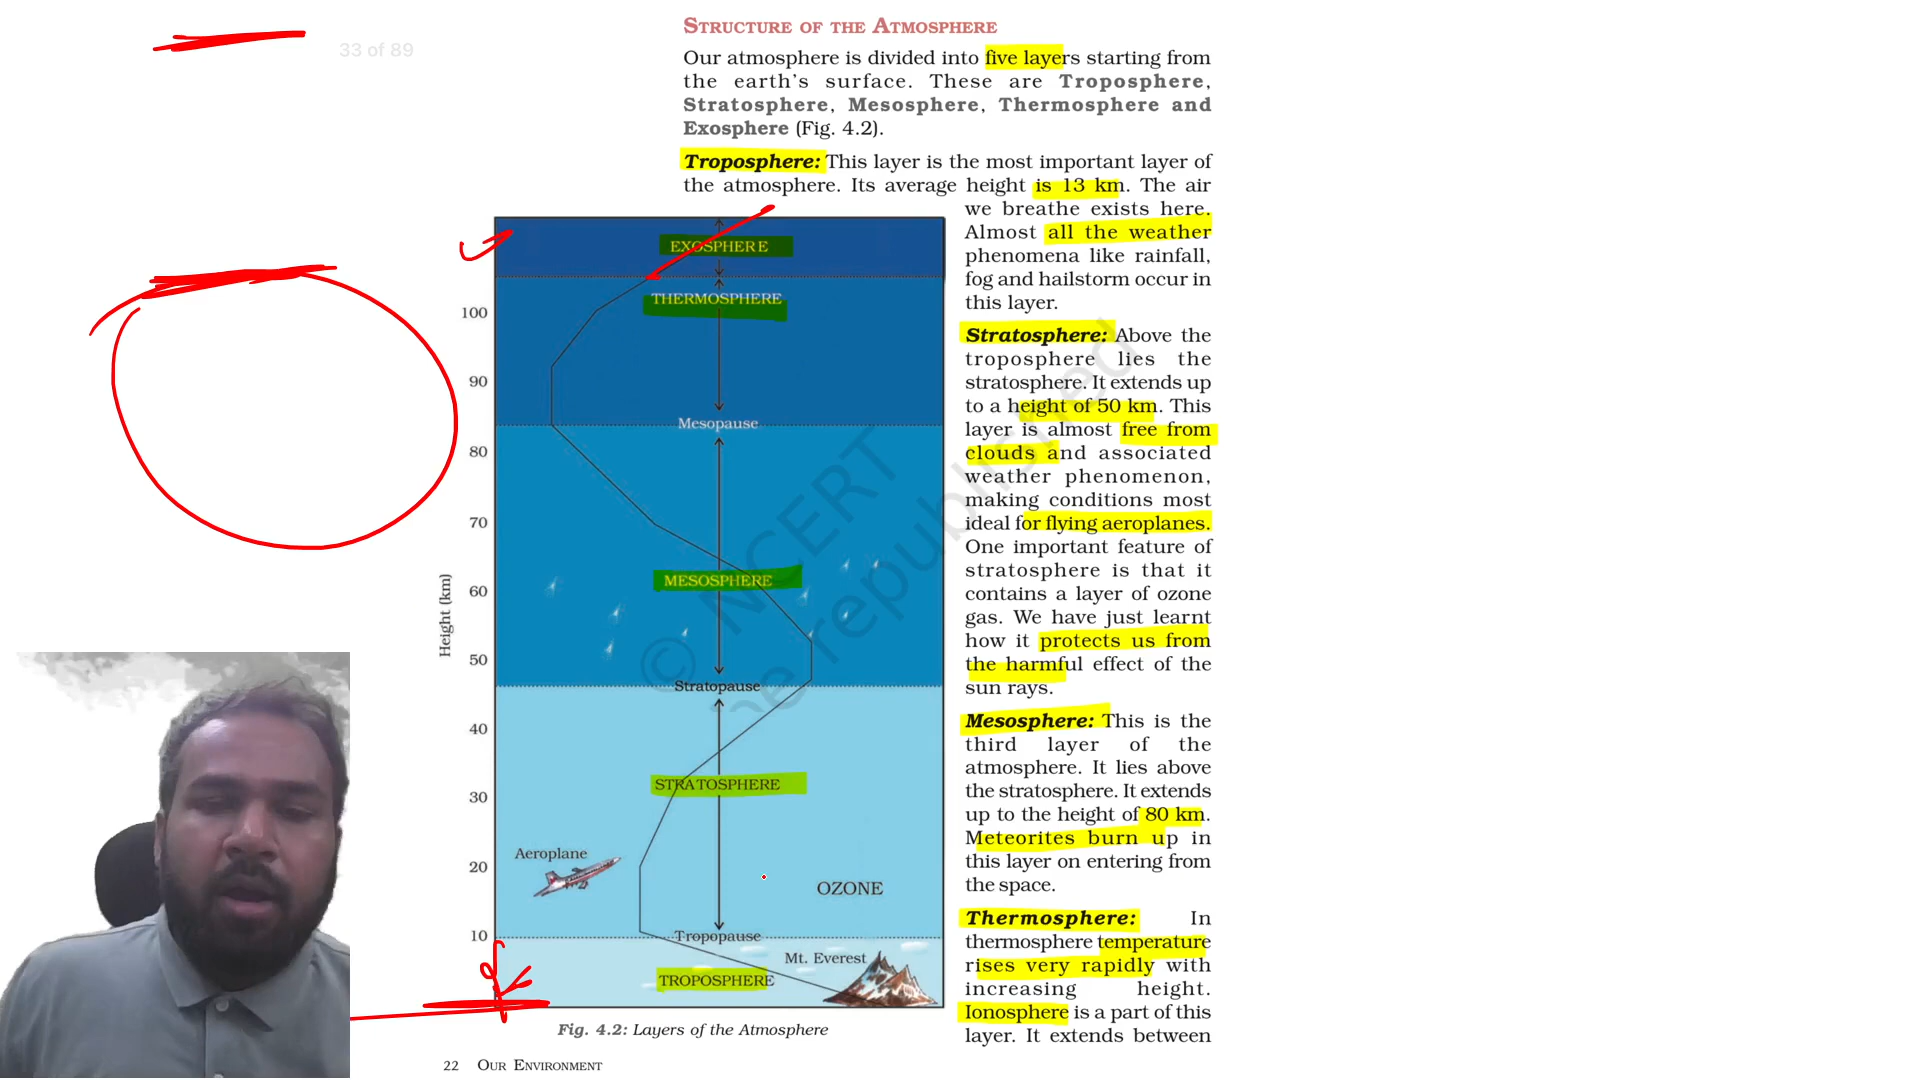 33 of 89
STRUCTURE OF THE ATMOSPHERE
Our atmosphere is divided into five layers starting from
the earth's surface. These are Troposphere,
Stratosphere, Mesosphere, Thermosphere and
Exosphere (Fig. 4.2).
Troposphere: This layer is the most important layer of
the atmosphere. Its average height is 13 km. The air
we breathe exists here.
Almost all the weather
phenomena like rainfall,
fog and hailstorm occur in
this layer.
Stratosphere: Above the
troposphere lies the
stratosphere. It extends up
to a height of 50 km. This
layer is almost free from
clouds and associated
weather phenomenon,
making conditions most
ideal for flying aeroplanes.
One important feature of
stratosphere is that it
contains a layer of ozone
gas. We have just learnt
how it protects us from
the harmful effect of the
sun rays.
Mesosphere: This is the
third layer of the
atmosphere. It lies above
the stratosphere. It extends
up to the height of 80 km.
Meteorites burn up in
this layer on entering from
the space.
Thermosphere: In
thermosphere temperature
rises very rapidly with
increasing height.
Ionosphere is a part of this
layer. It extends between
EXOSPHERE
THERMOSPHERE
100
90
Mesopause
80
70
MESOSPHERE
60
Height (km)
50
Stratopause
40
STRATOSPHERE
30
Aeroplane
20
OZONE
10
Tropopause
Mt. Everest
TROPOSPHERE
© NCERT
be republished
Fig. 4.2: Layers of the Atmosphere
22 OUR ENVIRONMENT